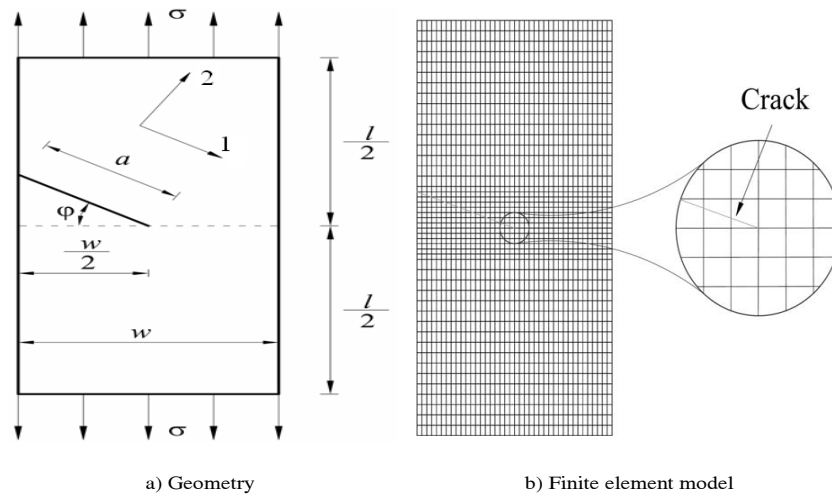 σ
2
1
a
φ
l
2
w
2
l
2
w
σ
Crack
a) Geometry
b) Finite element model